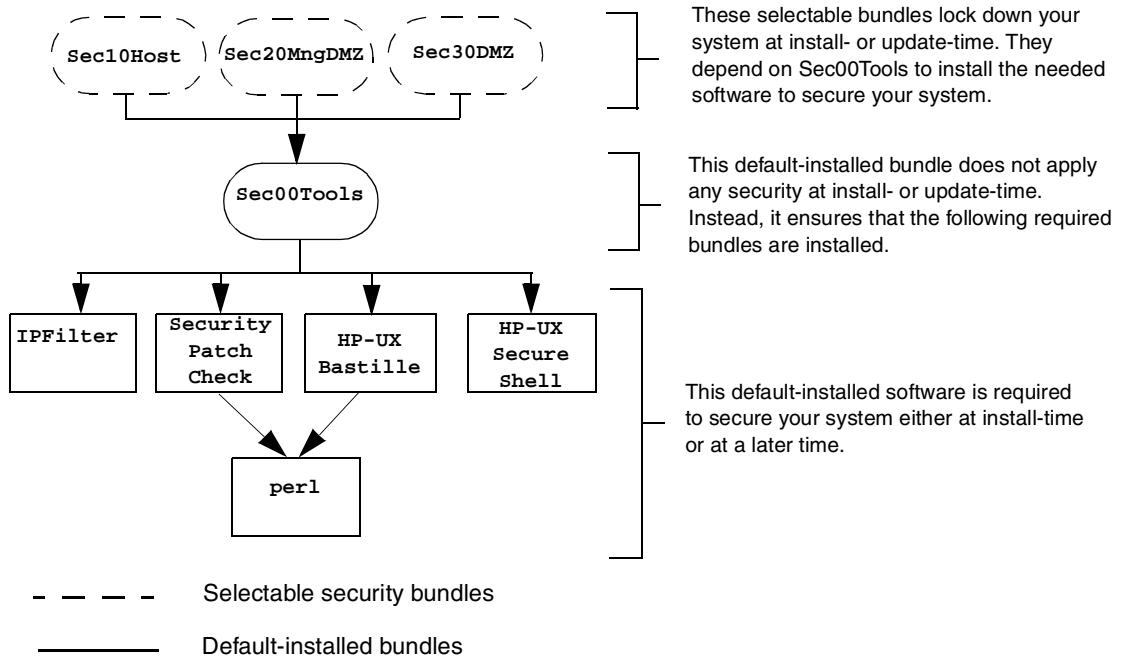 Sec10Host
Sec20MngDMZ
Sec30DMZ
These selectable bundles lock down your
system at install- or update-time. They
depend on Sec00Tools to install the needed
software to secure your system.
Sec00Tools
This default-installed bundle does not apply
any security at install- or update-time.
Instead, it ensures that the following required
bundles are installed.
IPFilter
Security
Patch
Check
HP-UX
Bastille
HP-UX
Secure
Shell
This default-installed software is required
to secure your system either at install-time
or at a later time.
perl
Selectable security bundles
Default-installed bundles